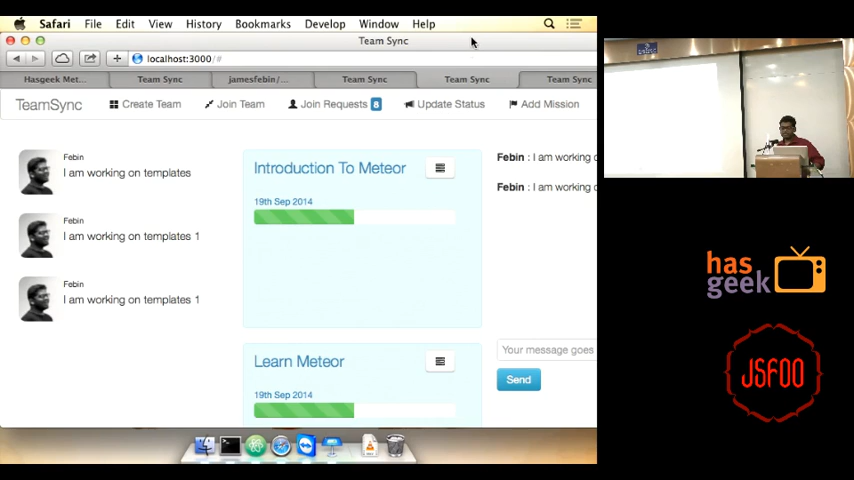 Safari File Edit View History Bookmarks Develop Window Help
Team Sync
localhost:3000/#
Hasgeek Met... Team Sync jamesfebin/... Team Sync Team Sync Team Sync
TeamSync Create Team Join Team Join Requests 8 Update Status Add Mission
Febin
I am working on templates
Febin
I am working on templates 1
Febin
I am working on templates 1
Introduction To Meteor
19th Sep 2014
Learn Meteor
19th Sep 2014
Febin : I am working
Febin : I am working
Your message goes
Send
has
geek
JSFOO